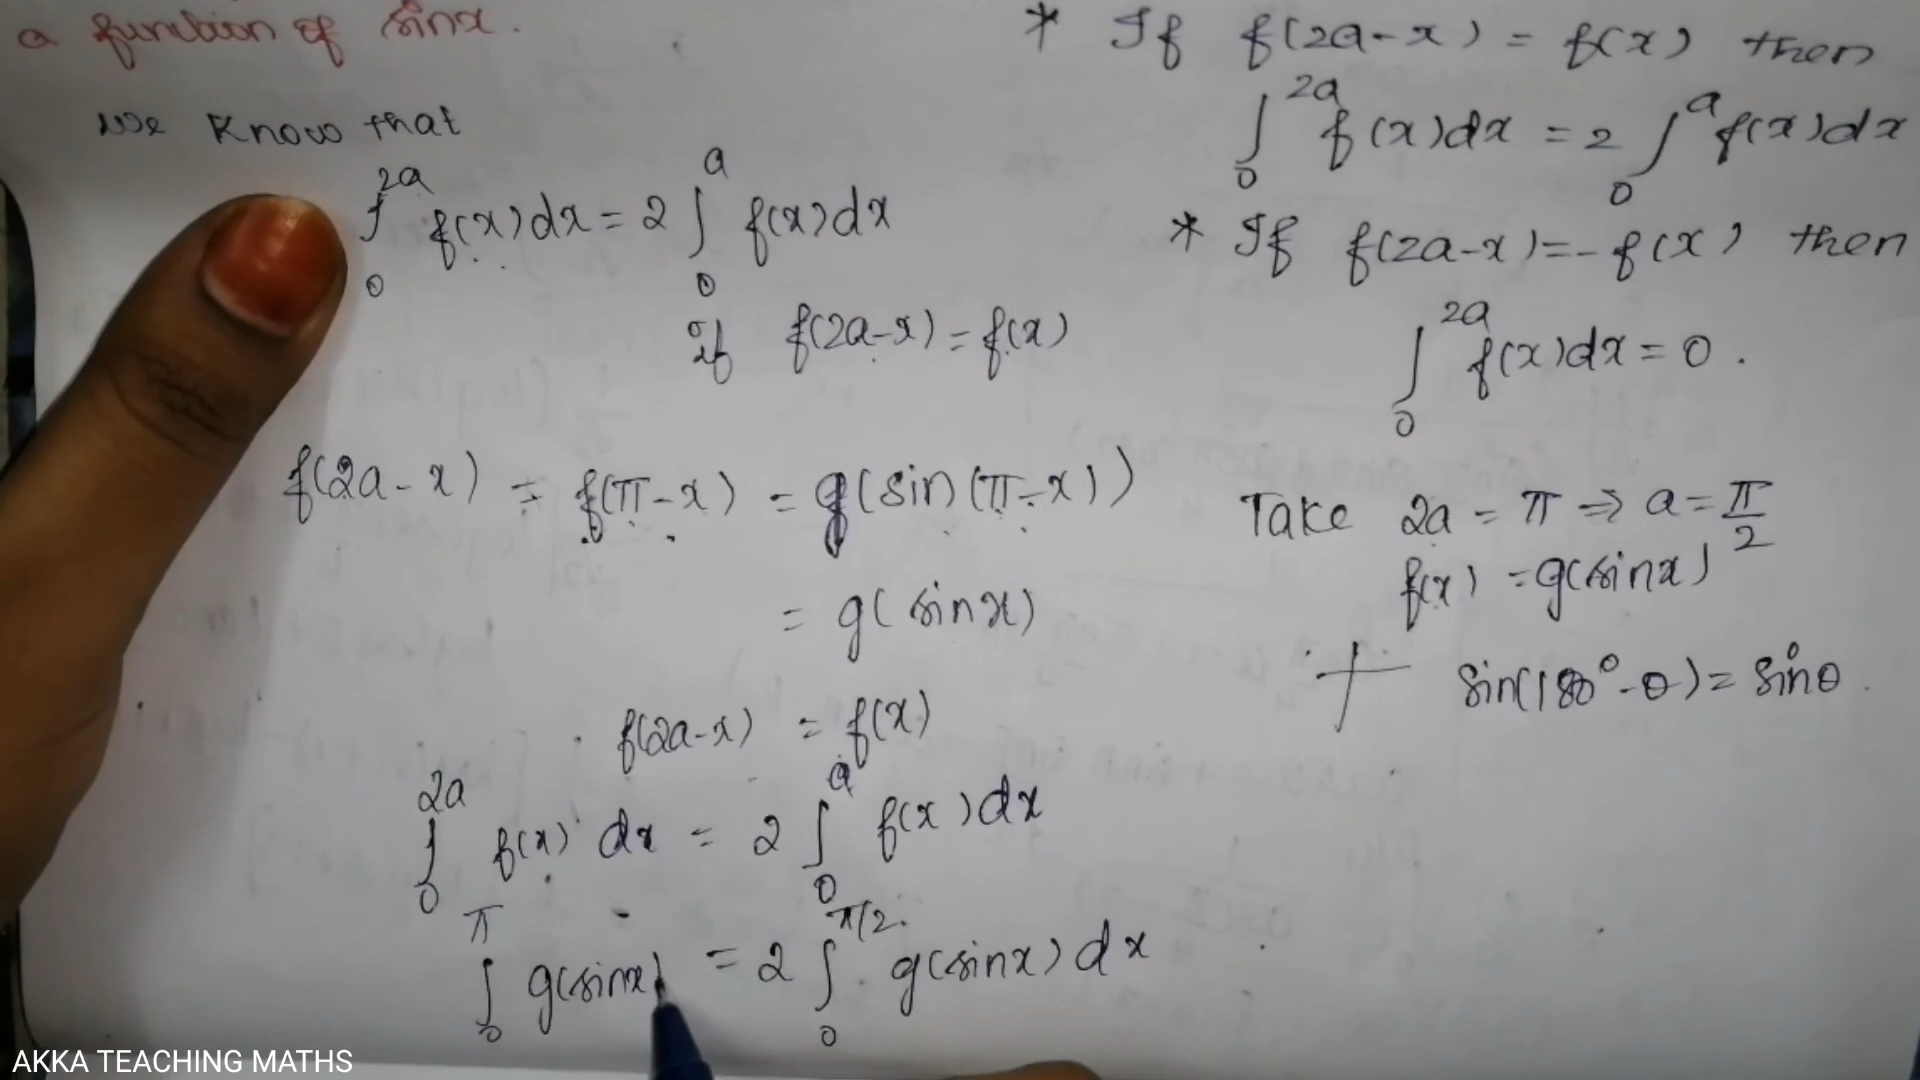 a function of sinx.
We Know that
∫₀^2a f(x)dx = 2 ∫₀^a f(x)dx
if f(2a-x) = f(x)
* If f(2a-x) = f(x) then
∫₀^2a f(x)dx = 2 ∫₀^a f(x)dx
* If f(2a-x) = -f(x) then
∫₀^2a f(x)dx = 0.
f(2a-x) = f(π-x) = g(sin(π-x))
= g(sinx)
f(2a-x) = f(x)
∫₀^2a f(x) dx = 2 ∫₀^a f(x)dx
∫₀^π g(sinx) = 2 ∫₀^π/2 g(sinx) dx
Take 2a = π ⇒ a = π/2
f(x) = g(sinx)
sin(180°-θ) = sinθ
AKKA TEACHING MATHS